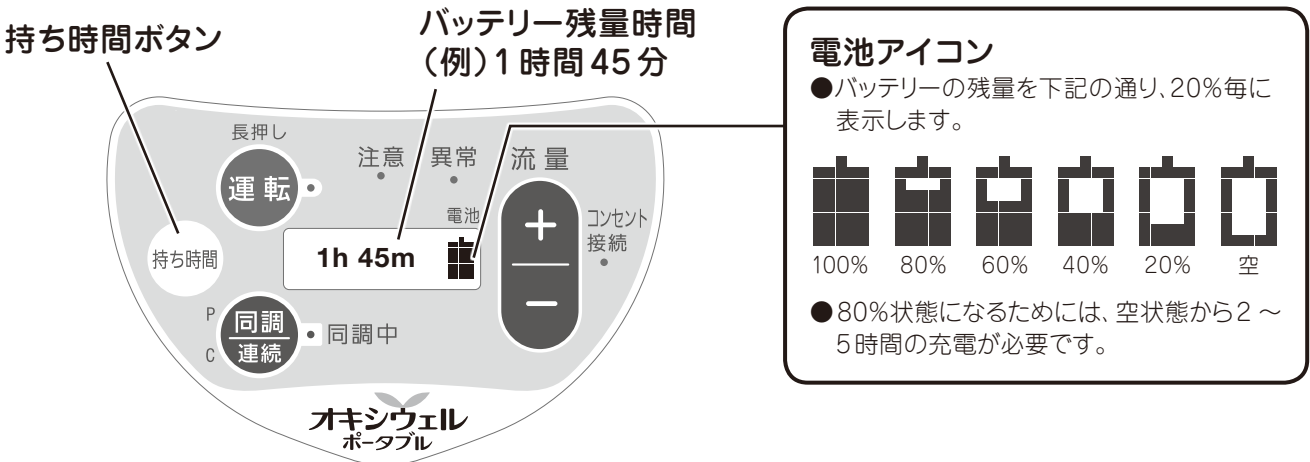 持ち時間ボタン
バッテリー残量時間
（例）1時間45分
長押し
運転
注意
異常
流量
電池
コンセント
接続
持ち時間
1h 45m
+
−
P
C
同調
連続
同調中
オキシウェル
ポータブル
電池アイコン
●バッテリーの残量を下記の通り、20%毎に
表示します。
100% 80% 60% 40% 20% 空
●80%状態になるためには、空状態から2～
5時間の充電が必要です。